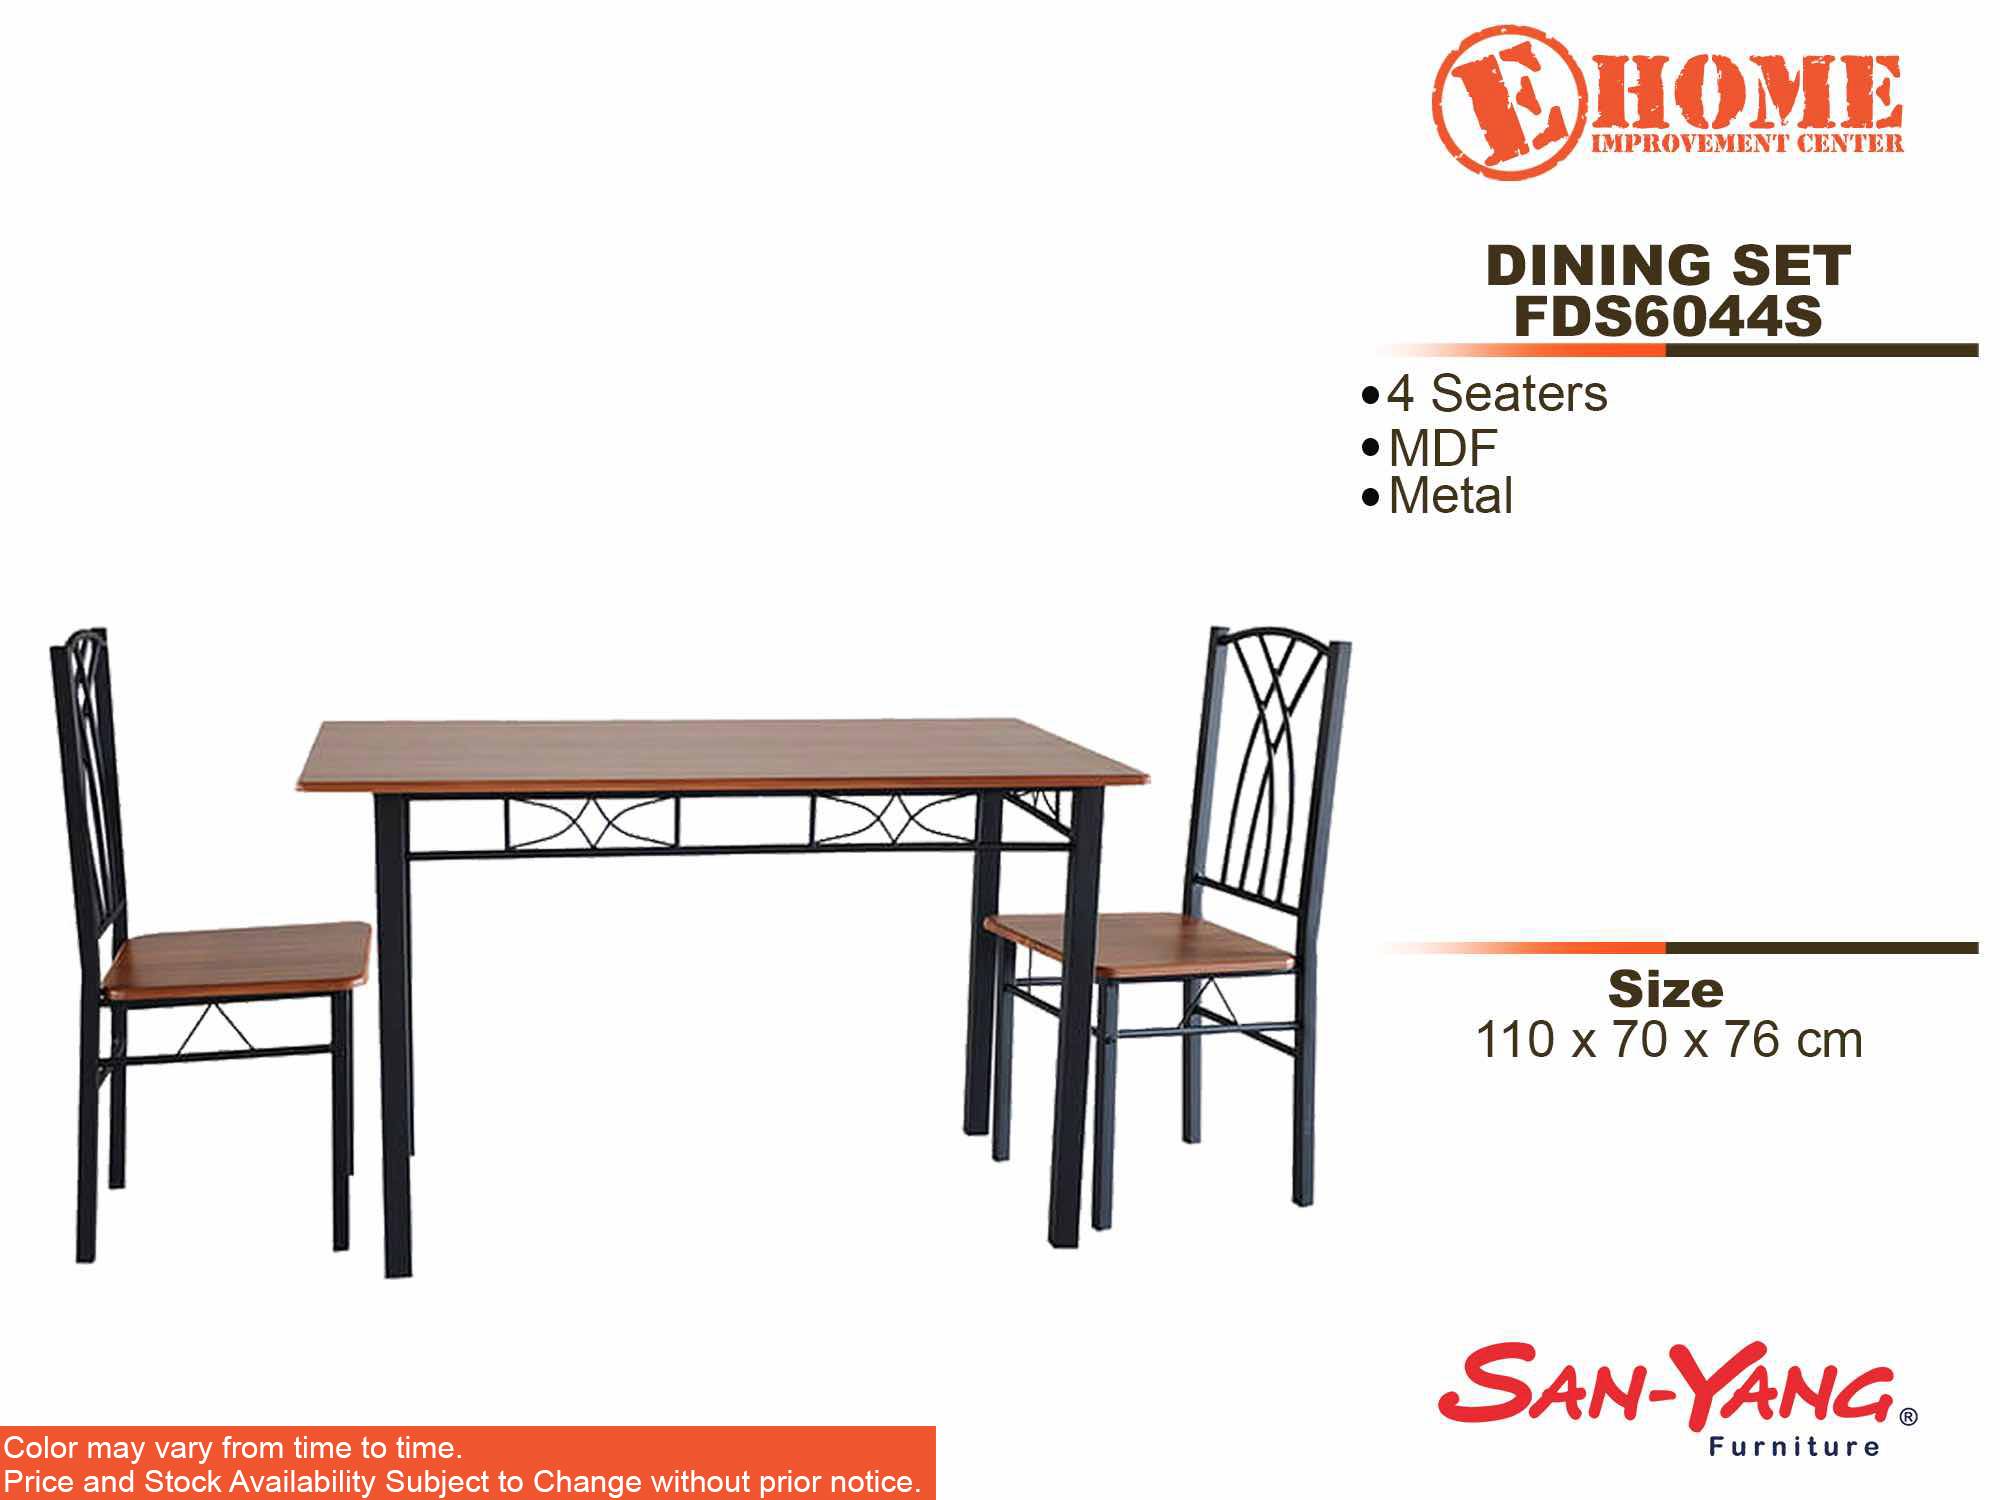 E HOME
IMPROVEMENT CENTER
DINING SET
FDS6044S
• 4 Seaters
• MDF
• Metal
Size
110 x 70 x 76 cm
SAN-YANG®
Furniture
Color may vary from time to time.
Price and Stock Availability Subject to Change without prior notice.